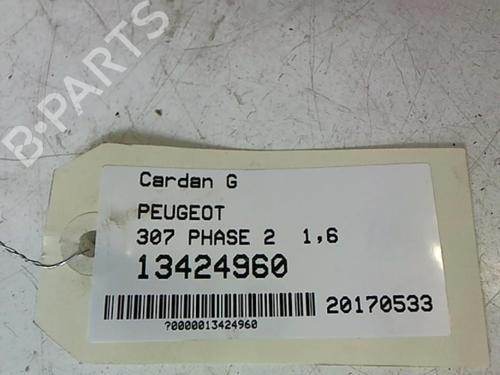 B-PARTS
Cardan G
PEUGEOT
307 PHASE 2 1,6
13424960
20170533
?0000013424960